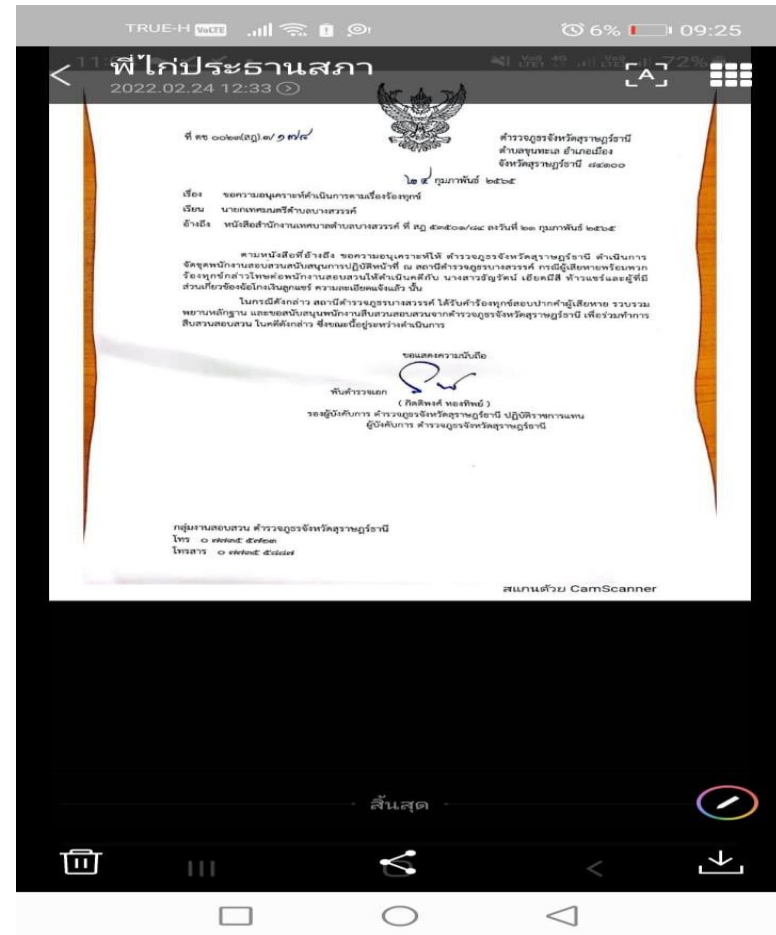 TRUE-H VoLTE 6% 09:25
พี่ไก่ประธานสภา
2022.02.24 12:33
72%
ตำรวจภูธรจังหวัดสุราษฎร์ธานี
ตำบลขุนทะเล อำเภอเมือง
จังหวัดสุราษฎร์ธานี ๘๔๑๐๐
๒๔ กุมภาพันธ์ ๒๕๖๕
เรื่อง ขอความอนุเคราะห์ดำเนินการตามเรื่องร้องทุกข์
เรียน นายกเทศมนตรีตำบลบางสวรรค์
อ้างถึง หนังสือสำนักงานเทศบาลตำบลบางสวรรค์ ที่ สฎ ลงวันที่ ๒๓ กุมภาพันธ์ ๒๕๖๕
ตามหนังสือที่อ้างถึง ขอความอนุเคราะห์ให้ ตำรวจภูธรจังหวัดสุราษฎร์ธานี ดำเนินการ
จัดชุดพนักงานสอบสวนสนับสนุนการปฏิบัติหน้าที่ ณ สถานีตำรวจภูธรบางสวรรค์ กรณีผู้เสียหายพร้อมพวก
ร้องทุกข์กล่าวโทษต่อพนักงานสอบสวนให้ดำเนินคดีกับ นางสาวธัญรัตน์ เอียดมีสี ท้าวแชร์และผู้ที่มี
ส่วนเกี่ยวข้องฉ้อโกงเงินลูกแชร์ ความละเอียดแจ้งแล้ว นั้น
ในกรณีดังกล่าว สถานีตำรวจภูธรบางสวรรค์ ได้รับคำร้องทุกข์สอบปากคำผู้เสียหาย รวบรวม
พยานหลักฐาน และขอสนับสนุนพนักงานสืบสวนสอบสวนจากตำรวจภูธรจังหวัดสุราษฎร์ธานี เพื่อร่วมทำการ
สืบสวนสอบสวน ในคดีดังกล่าว ซึ่งขณะนี้อยู่ระหว่างดำเนินการ
ขอแสดงความนับถือ
พันตำรวจเอก
( กิตติพงศ์ ทองทิพย์ )
รองผู้บังคับการ ตำรวจภูธรจังหวัดสุราษฎร์ธานี ปฏิบัติราชการแทน
ผู้บังคับการ ตำรวจภูธรจังหวัดสุราษฎร์ธานี
กลุ่มงานสอบสวน ตำรวจภูธรจังหวัดสุราษฎร์ธานี
โทร
โทรสาร
สแกนด้วย CamScanner
สิ้นสุด